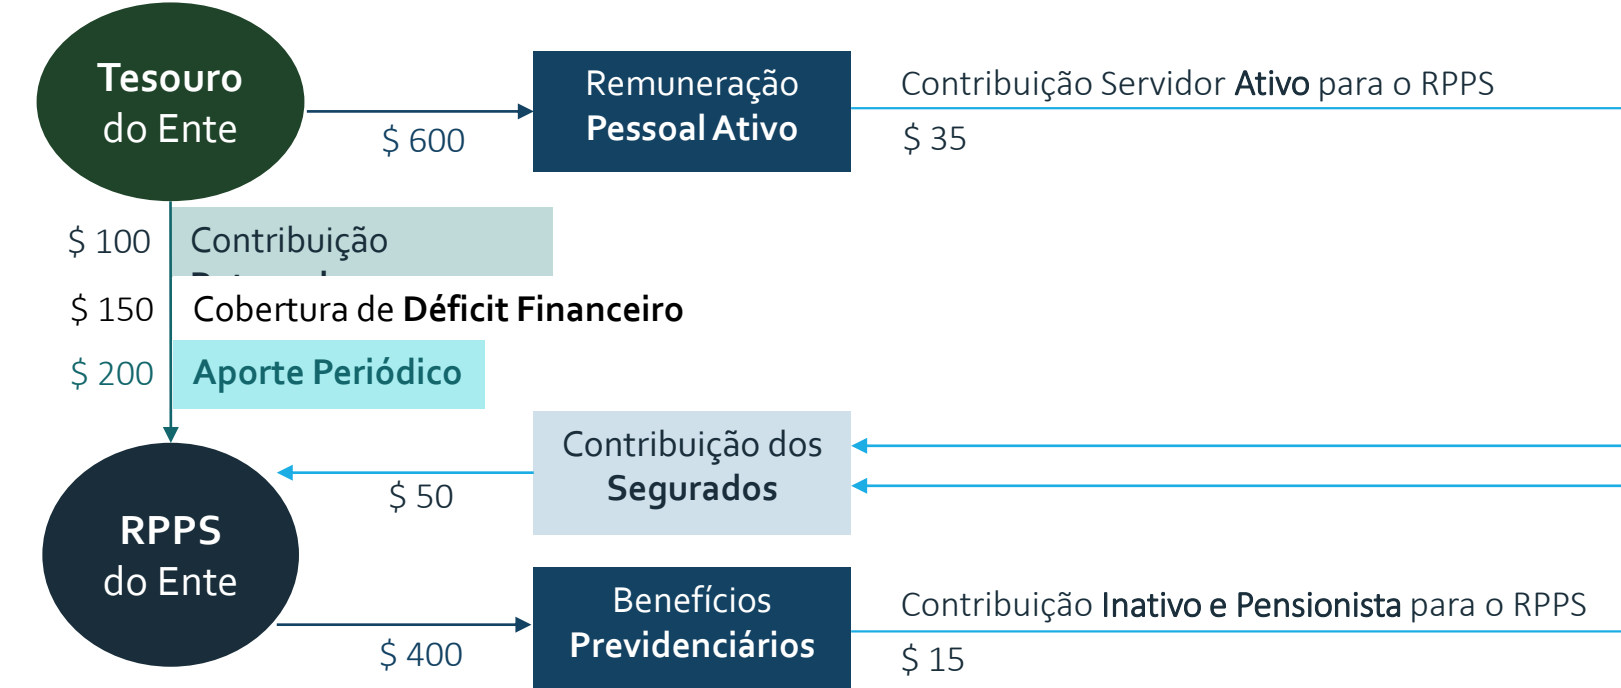 Tesouro
do Ente
$ 600
Remuneração
Pessoal Ativo
Contribuição Servidor Ativo para o RPPS
$ 35
$ 100
Contribuição
$ 150
Cobertura de Déficit Financeiro
$ 200
Aporte Periódico
Contribuição dos
Segurados
$ 50
RPPS
do Ente
$ 400
Benefícios
Previdenciários
Contribuição Inativo e Pensionista para o RPPS
$ 15